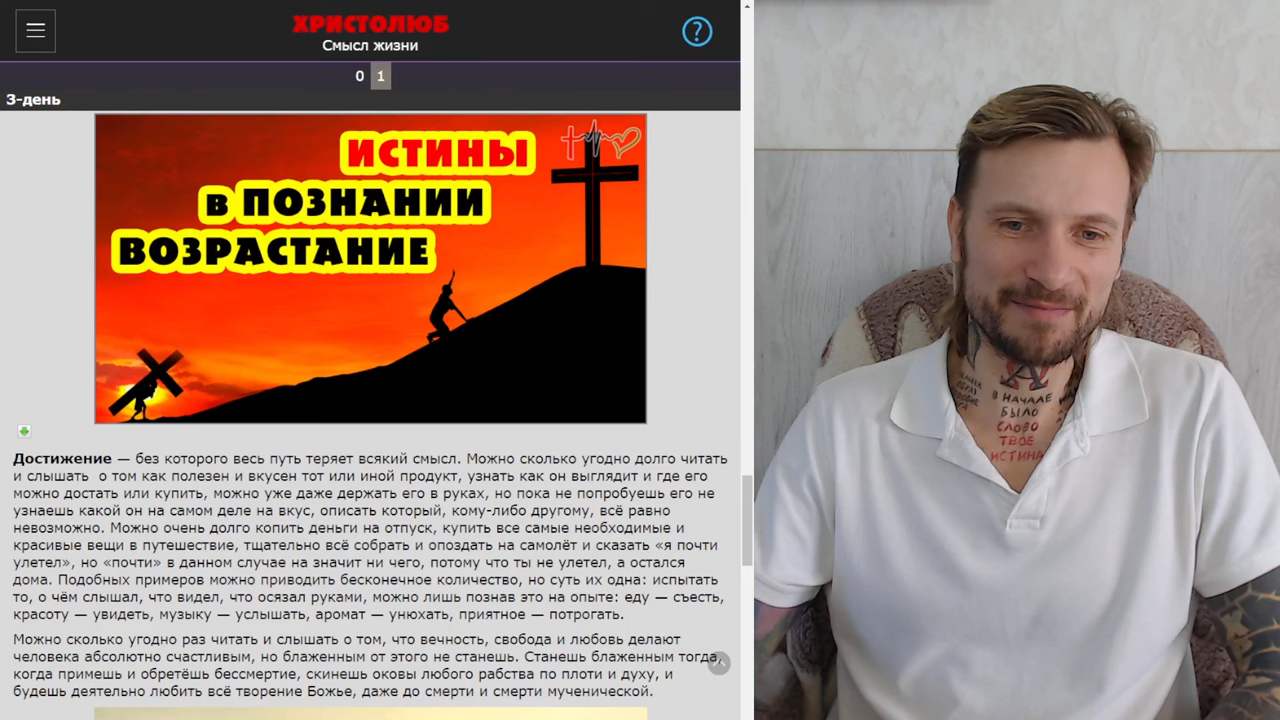 ХРИСТОЛЮБ
Смысл жизни
0 1
3-день
ИСТИНЫ
в ПОЗНАНИИ
ВОЗРАСТАНИЕ
Достижение — без которого весь путь теряет всякий смысл. Можно сколько угодно долго читать
и слышать о том как полезен и вкусен тот или иной продукт, узнать как он выглядит и где его
можно достать или купить, можно уже даже держать его в руках, но пока не попробуешь его не
узнаешь какой он на самом деле на вкус, описать который, кому-либо другому, всё равно
невозможно. Можно очень долго копить деньги на отпуск, купить все самые необходимые и
красивые вещи в путешествие, тщательно всё собрать и опоздать на самолёт и сказать «я почти
улетел», но «почти» в данном случае на значит ни чего, потому что ты не улетел, а остался
дома. Подобных примеров можно приводить бесконечное количество, но суть их одна: испытать
то, о чём слышал, что видел, что осязал руками, можно лишь познав это на опыте: еду — съесть,
красоту — увидеть, музыку — услышать, аромат — унюхать, приятное — потрогать.
Можно сколько угодно раз читать и слышать о том, что вечность, свобода и любовь делают
человека абсолютно счастливым, но блаженным от этого не станешь. Станешь блаженным тогда,
когда примешь и обретёшь бессмертие, скинешь оковы любого рабства по плоти и духу, и
будешь деятельно любить всё творение Божье, даже до смерти и смерти мученической.
В НАЧАЛЕ
БЫЛО
СЛОВО
ТВОЕ
ИСТИНА